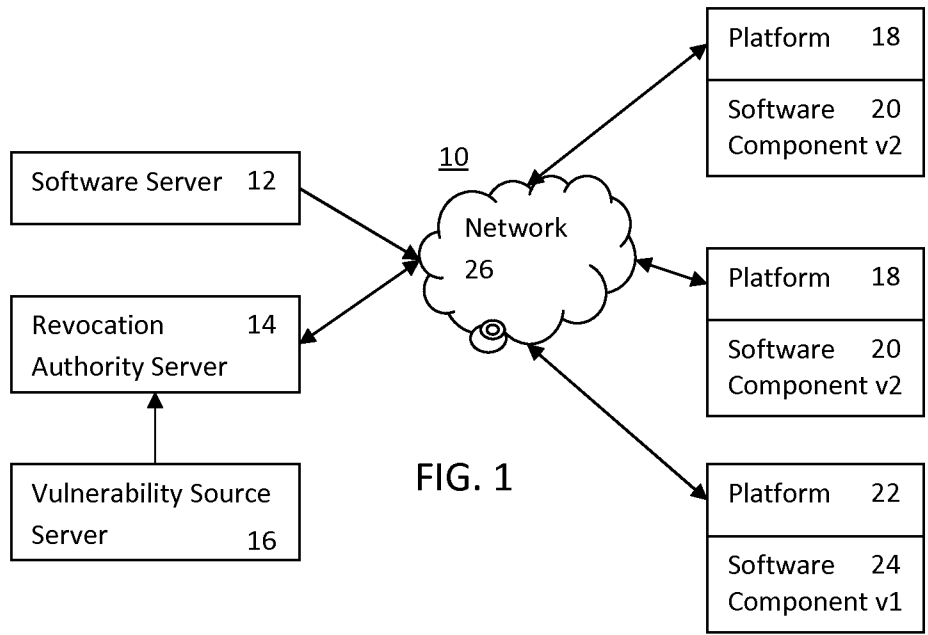 Platform 18
Software 20
Component v2
10
Software Server 12
Network
26
Platform 18
Software 20
Component v2
Revocation 14
Authority Server
FIG. 1
Vulnerability Source
Server 16
Platform 22
Software 24
Component v1